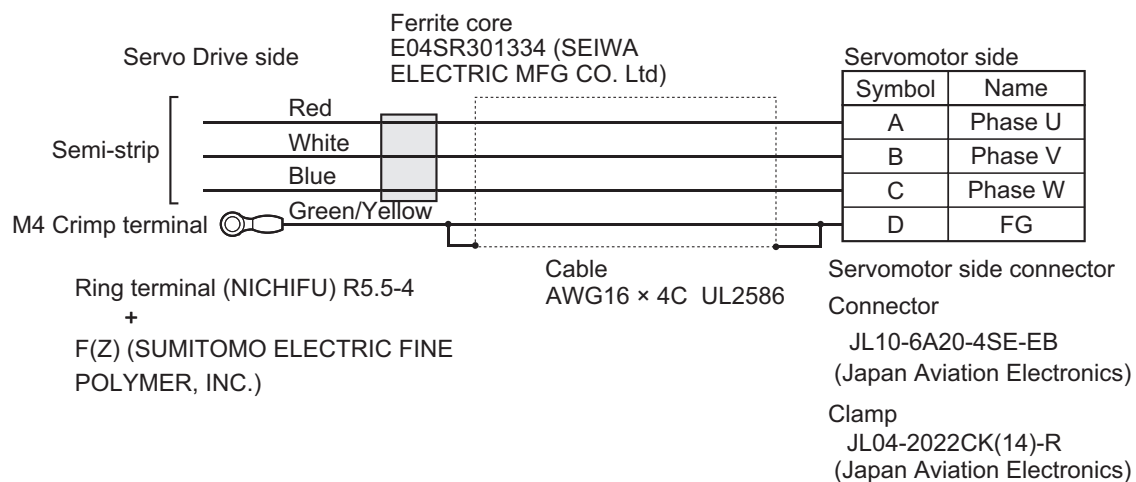 Ferrite core
E04SR301334 (SEIWA
ELECTRIC MFG CO. Ltd)
Servo Drive side
Servomotor side
Symbol Name
Red
A Phase U
White
B Phase V
Semi-strip
Blue
C Phase W
Green/Yellow
M4 Crimp terminal
D FG
Cable
AWG16 × 4C UL2586
Ring terminal (NICHIFU) R5.5-4
+
F(Z) (SUMITOMO ELECTRIC FINE
POLYMER, INC.)
Servomotor side connector
Connector
JL10-6A20-4SE-EB
(Japan Aviation Electronics)
Clamp
JL04-2022CK(14)-R
(Japan Aviation Electronics)